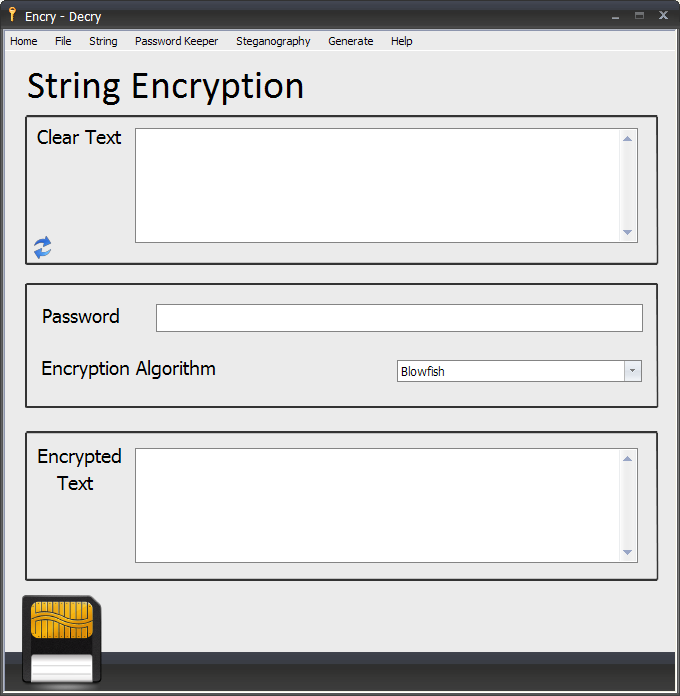 Encry - Decry
Home File String Password Keeper Steganography Generate Help
String Encryption
Clear Text
Password
Encryption Algorithm
Blowfish
Encrypted
Text